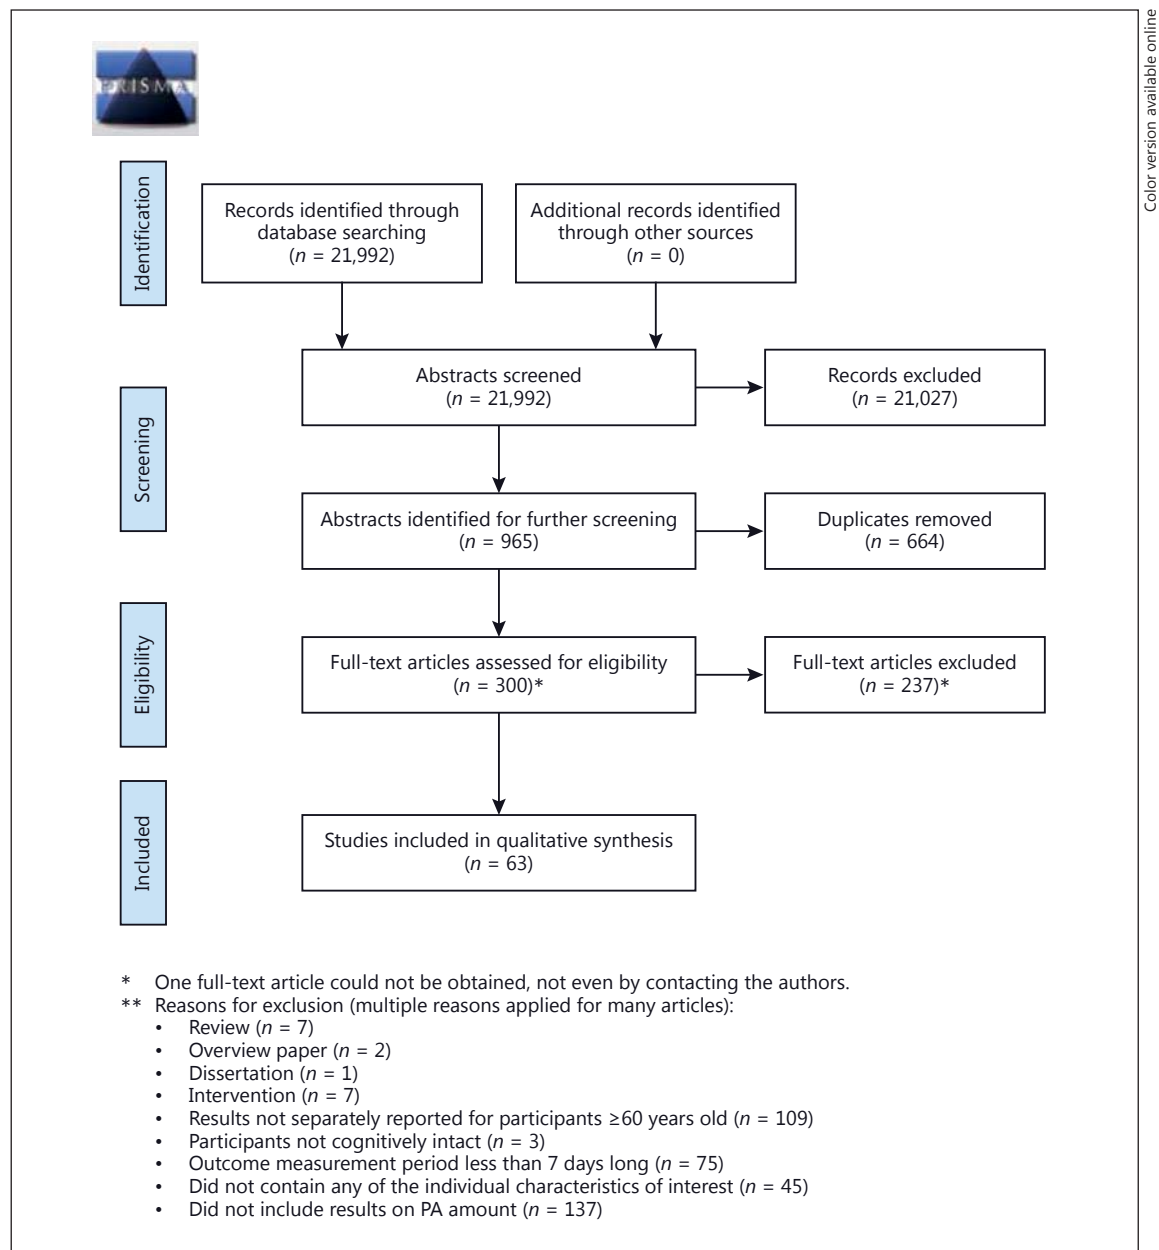 Color version available online
PRISMA
Identification
Records identified through
database searching
(n = 21,992)
Additional records identified
through other sources
(n = 0)
Screening
Abstracts screened
(n = 21,992)
Records excluded
(n = 21,027)
Abstracts identified for further screening
(n = 965)
Duplicates removed
(n = 664)
Eligibility
Full-text articles assessed for eligibility
(n = 300)*
Full-text articles excluded
(n = 237)*
Included
Studies included in qualitative synthesis
(n = 63)
* One full-text article could not be obtained, not even by contacting the authors.
** Reasons for exclusion (multiple reasons applied for many articles):
• Review (n = 7)
• Overview paper (n = 2)
• Dissertation (n = 1)
• Intervention (n = 7)
• Results not separately reported for participants ≥60 years old (n = 109)
• Participants not cognitively intact (n = 3)
• Outcome measurement period less than 7 days long (n = 75)
• Did not contain any of the individual characteristics of interest (n = 45)
• Did not include results on PA amount (n = 137)